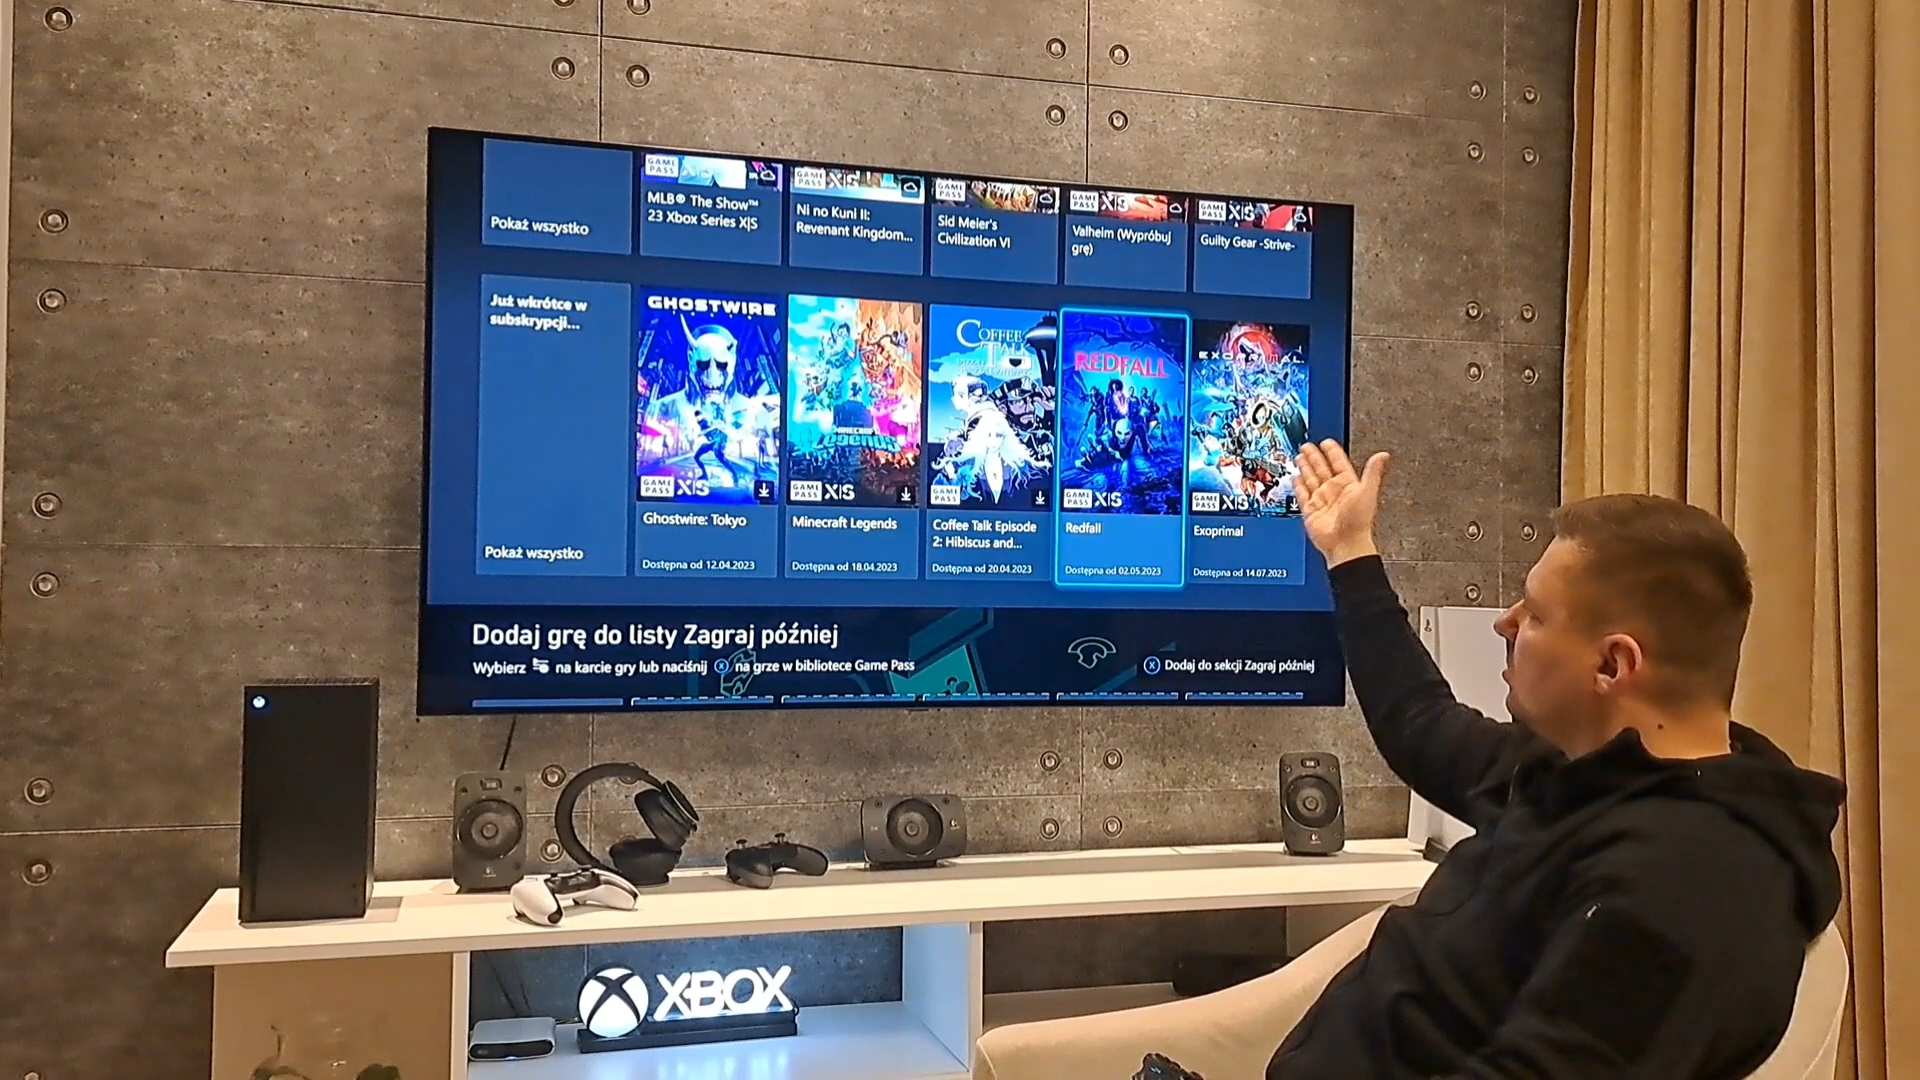 Pokaż wszystko
GAME PASS
MLB® The Show™
23 Xbox Series X|S
GAME PASS X|S
Ni no Kuni II:
Revenant Kingdom...
GAME PASS
Sid Meier's
Civilization VI
GAME PASS X|S
Valheim (Wypróbuj
grę)
GAME PASS X|S
Guilty Gear -Strive-
Już wkrótce w
subskrypcji...
Pokaż wszystko
GHOSTWIRE
GAME PASS X|S
Ghostwire: Tokyo
Dostępna od 12.04.2023
MINECRAFT
Legends
GAME PASS X|S
Minecraft Legends
Dostępna od 18.04.2023
COFFEE
TALK
GAME PASS
Coffee Talk Episode
2: Hibiscus and...
Dostępna od 20.04.2023
REDFALL
GAME PASS X|S
Redfall
Dostępna od 02.05.2023
EXOPRIMAL
GAME PASS X|S
Exoprimal
Dostępna od 14.07.2023
Dodaj grę do listy Zagraj później
Wybierz na karcie gry lub naciśnij X na grze w bibliotece Game Pass
X Dodaj do sekcji Zagraj później
XBOX